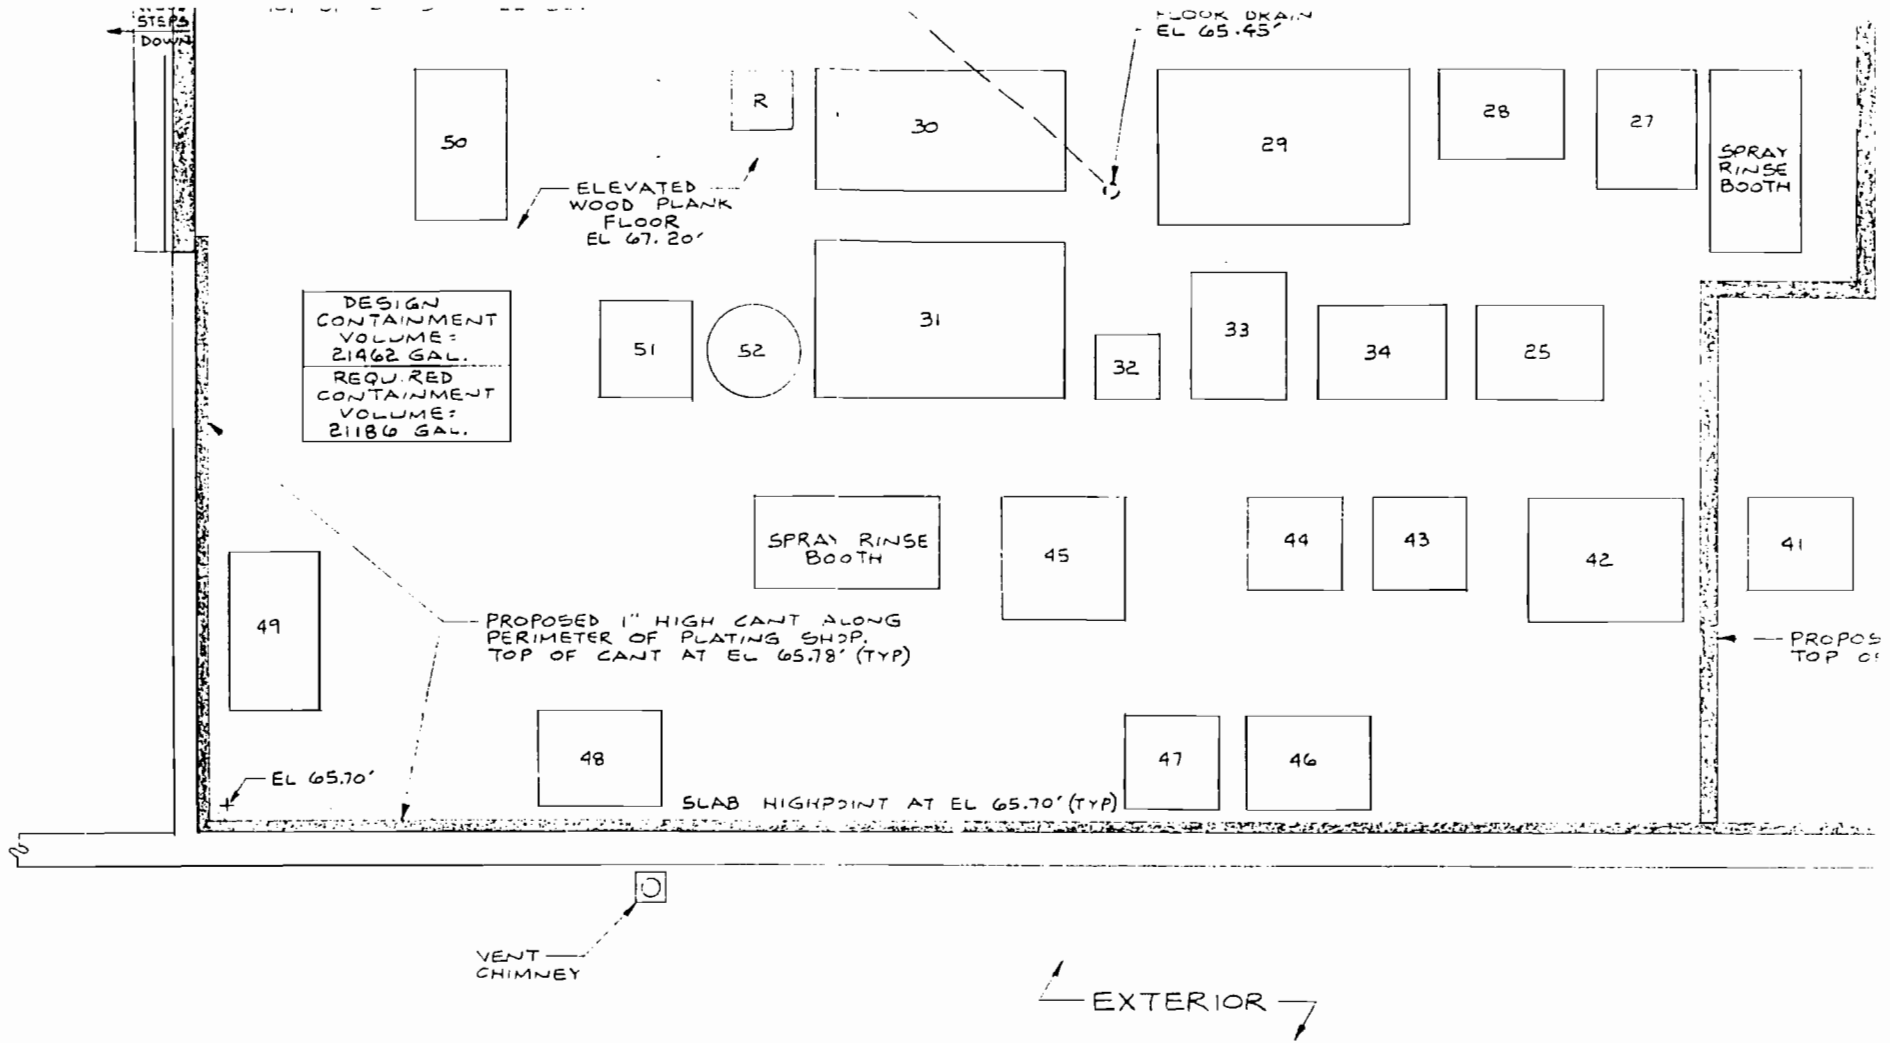 STEPS
DOWN
FLOOR DRAIN
EL 65.45'
50
R
30
29
28
27
SPRAY
RINSE
BOOTH
ELEVATED
WOOD PLANK
FLOOR
EL 67.20'
DESIGN
CONTAINMENT
VOLUME=
21462 GAL.
REQUIRED
CONTAINMENT
VOLUME=
21186 GAL.
51
52
31
32
33
34
25
SPRAY RINSE
BOOTH
45
44
43
42
41
49
PROPOSED 1" HIGH CANT ALONG
PERIMETER OF PLATING SHOP.
TOP OF CANT AT EL 65.78' (TYP)
PROPOS
TOP OF
EL 65.70'
48
47
46
SLAB HIGHPOINT AT EL 65.70' (TYP)
VENT
CHIMNEY
EXTERIOR